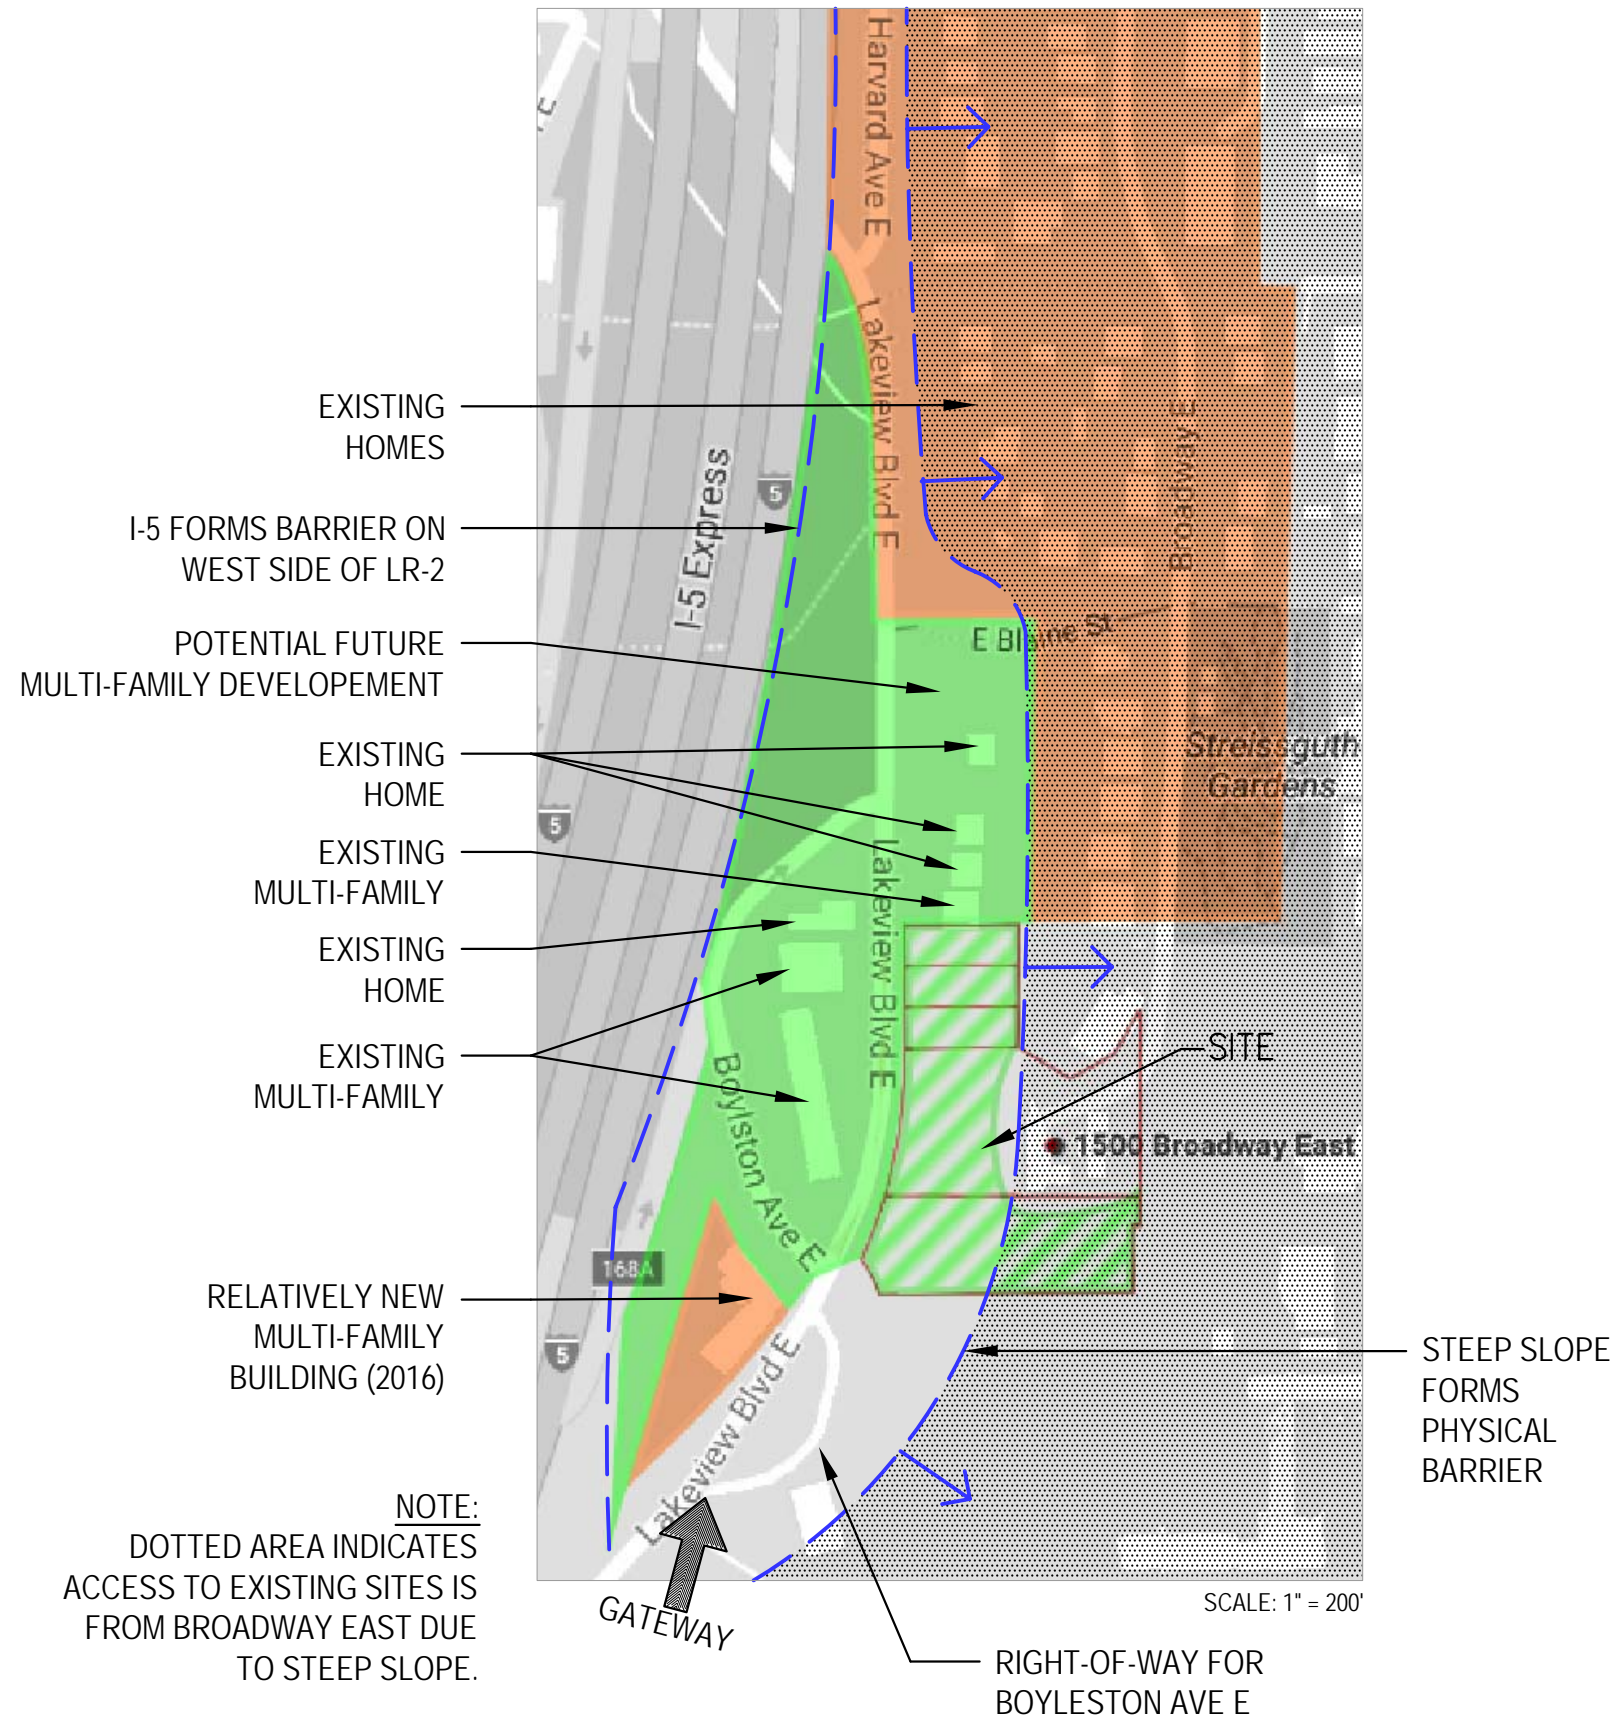 Harvard Ave E
Lakeview Blvd E
Broadway E
EXISTING
HOMES
I-5 Express
5
I-5 FORMS BARRIER ON
WEST SIDE OF LR-2
E Blaine St
POTENTIAL FUTURE
MULTI-FAMILY DEVELOPEMENT
Streissguth
Gardens
EXISTING
HOME
5
EXISTING
MULTI-FAMILY
Lakeview Blvd E
EXISTING
HOME
EXISTING
MULTI-FAMILY
SITE
Boylston Ave E
1500 Broadway East
168A
RELATIVELY NEW
MULTI-FAMILY
BUILDING (2016)
5
Lakeview Blvd E
STEEP SLOPE
FORMS
PHYSICAL
BARRIER
NOTE:
DOTTED AREA INDICATES
ACCESS TO EXISTING SITES IS
FROM BROADWAY EAST DUE
TO STEEP SLOPE.
GATEWAY
SCALE: 1" = 200'
RIGHT-OF-WAY FOR
BOYLESTON AVE E